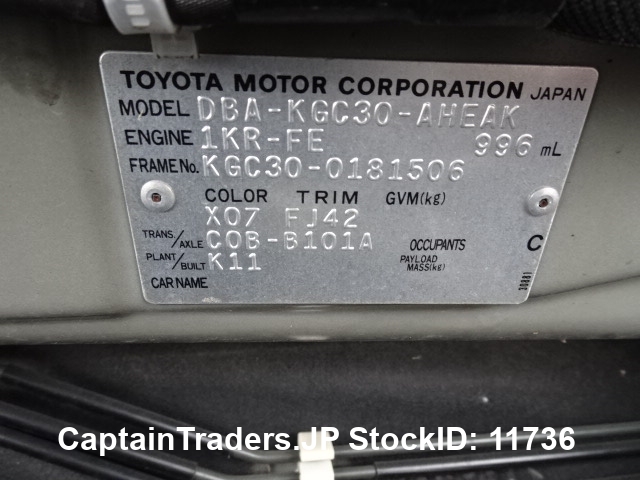 TOYOTA MOTOR CORPORATION JAPAN
MODEL DBA-KGC30-AHEAK
ENGINE 1KR-FE 996 mL
FRAME No. KGC30-0181506
COLOR TRIM GVM(kg)
X07 FJ42
TRANS./AXLE C0B-B101A OCCUPANTS C
PLANT/BUILT K11 PAYLOAD MASS(kg)
CAR NAME
30881
CaptainTraders.JP StockID: 11736